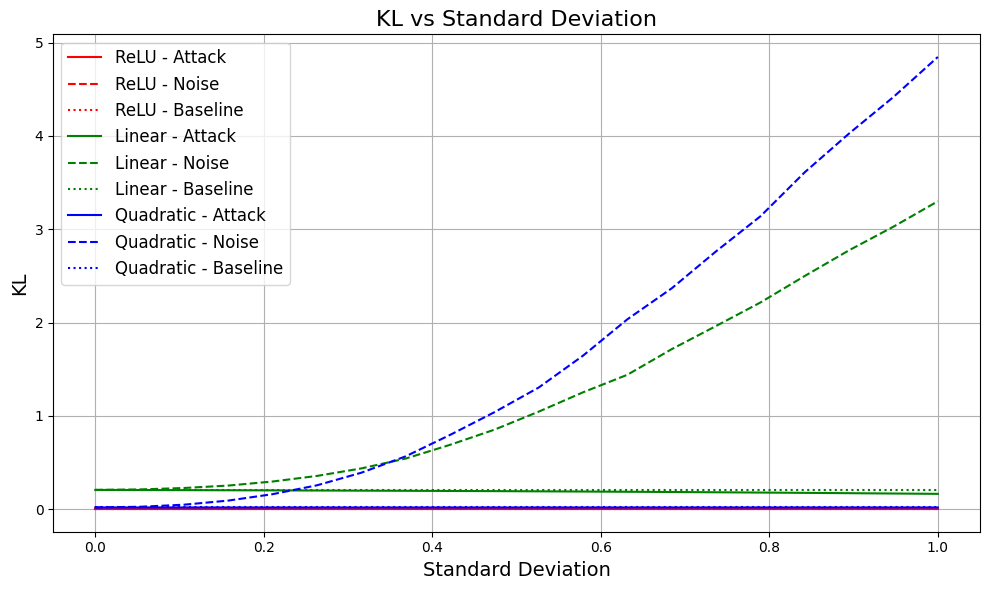 KL vs Standard Deviation
ReLU - Attack
ReLU - Noise
ReLU - Baseline
Linear - Attack
Linear - Noise
Linear - Baseline
Quadratic - Attack
Quadratic - Noise
Quadratic - Baseline
KL
5
4
3
2
1
0
0.0 0.2 0.4 0.6 0.8 1.0
Standard Deviation